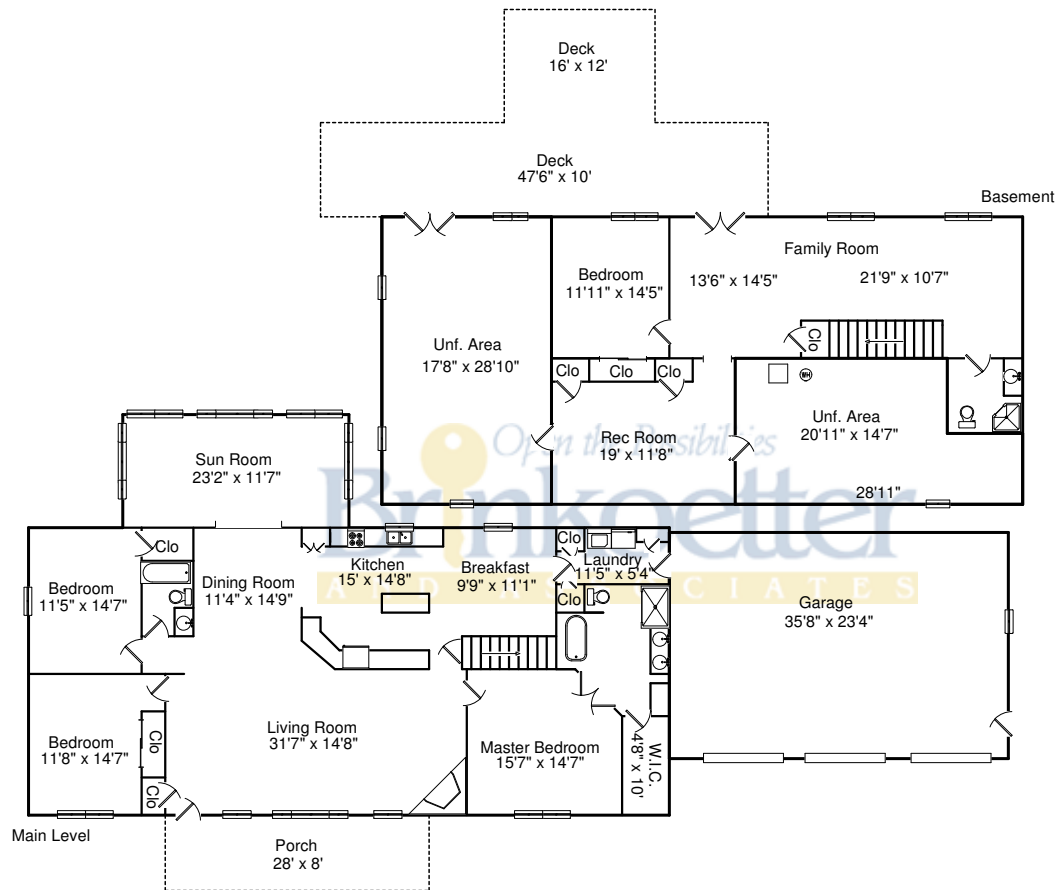 Deck
16' x 12'
Deck
47'6" x 10'
Basement
Family Room
13'6" x 14'5"
21'9" x 10'7"
Bedroom
11'11" x 14'5"
Unf. Area
17'8" x 28'10"
Clo
Clo
Clo
Clo
WH
Rec Room
19' x 11'8"
Unf. Area
20'11" x 14'7"
28'11"
Open the Possibilities
Brinkoetter
AND ASSOCIATES
Sun Room
23'2" x 11'7"
Clo
Bedroom
11'5" x 14'7"
Dining Room
11'4" x 14'9"
Kitchen
15' x 14'8"
Breakfast
9'9" x 11'1"
Clo
Laundry
11'5" x 5'4"
Clo
Garage
35'8" x 23'4"
Bedroom
11'8" x 14'7"
Clo
Clo
Living Room
31'7" x 14'8"
Master Bedroom
15'7" x 14'7"
W.I.C.
4'8" x 10'
Main Level
Porch
28' x 8'